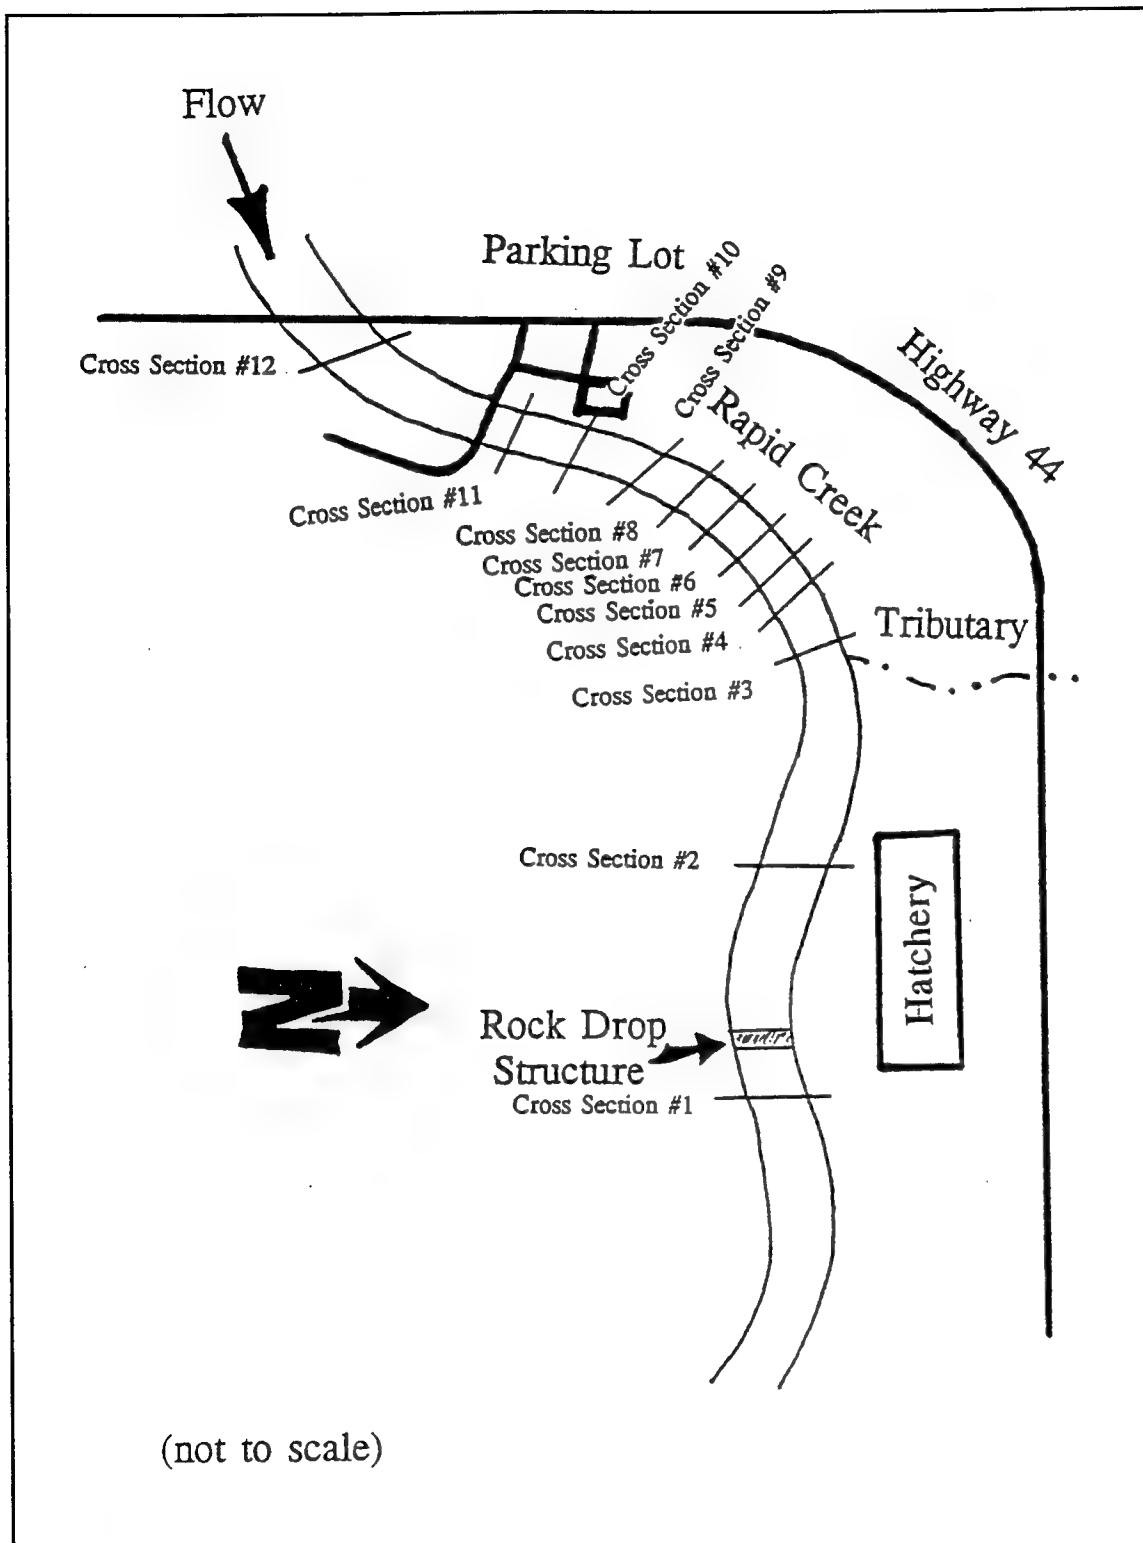 Flow
Parking Lot
Cross Section #10
Cross Section #9
Highway 44
Cross Section #12
Rapid Creek
Cross Section #11
Cross Section #8
Cross Section #7
Cross Section #6
Cross Section #5
Tributary
Cross Section #4
Cross Section #3
Cross Section #2
Hatchery
N
Rock Drop
Structure
Cross Section #1
(not to scale)